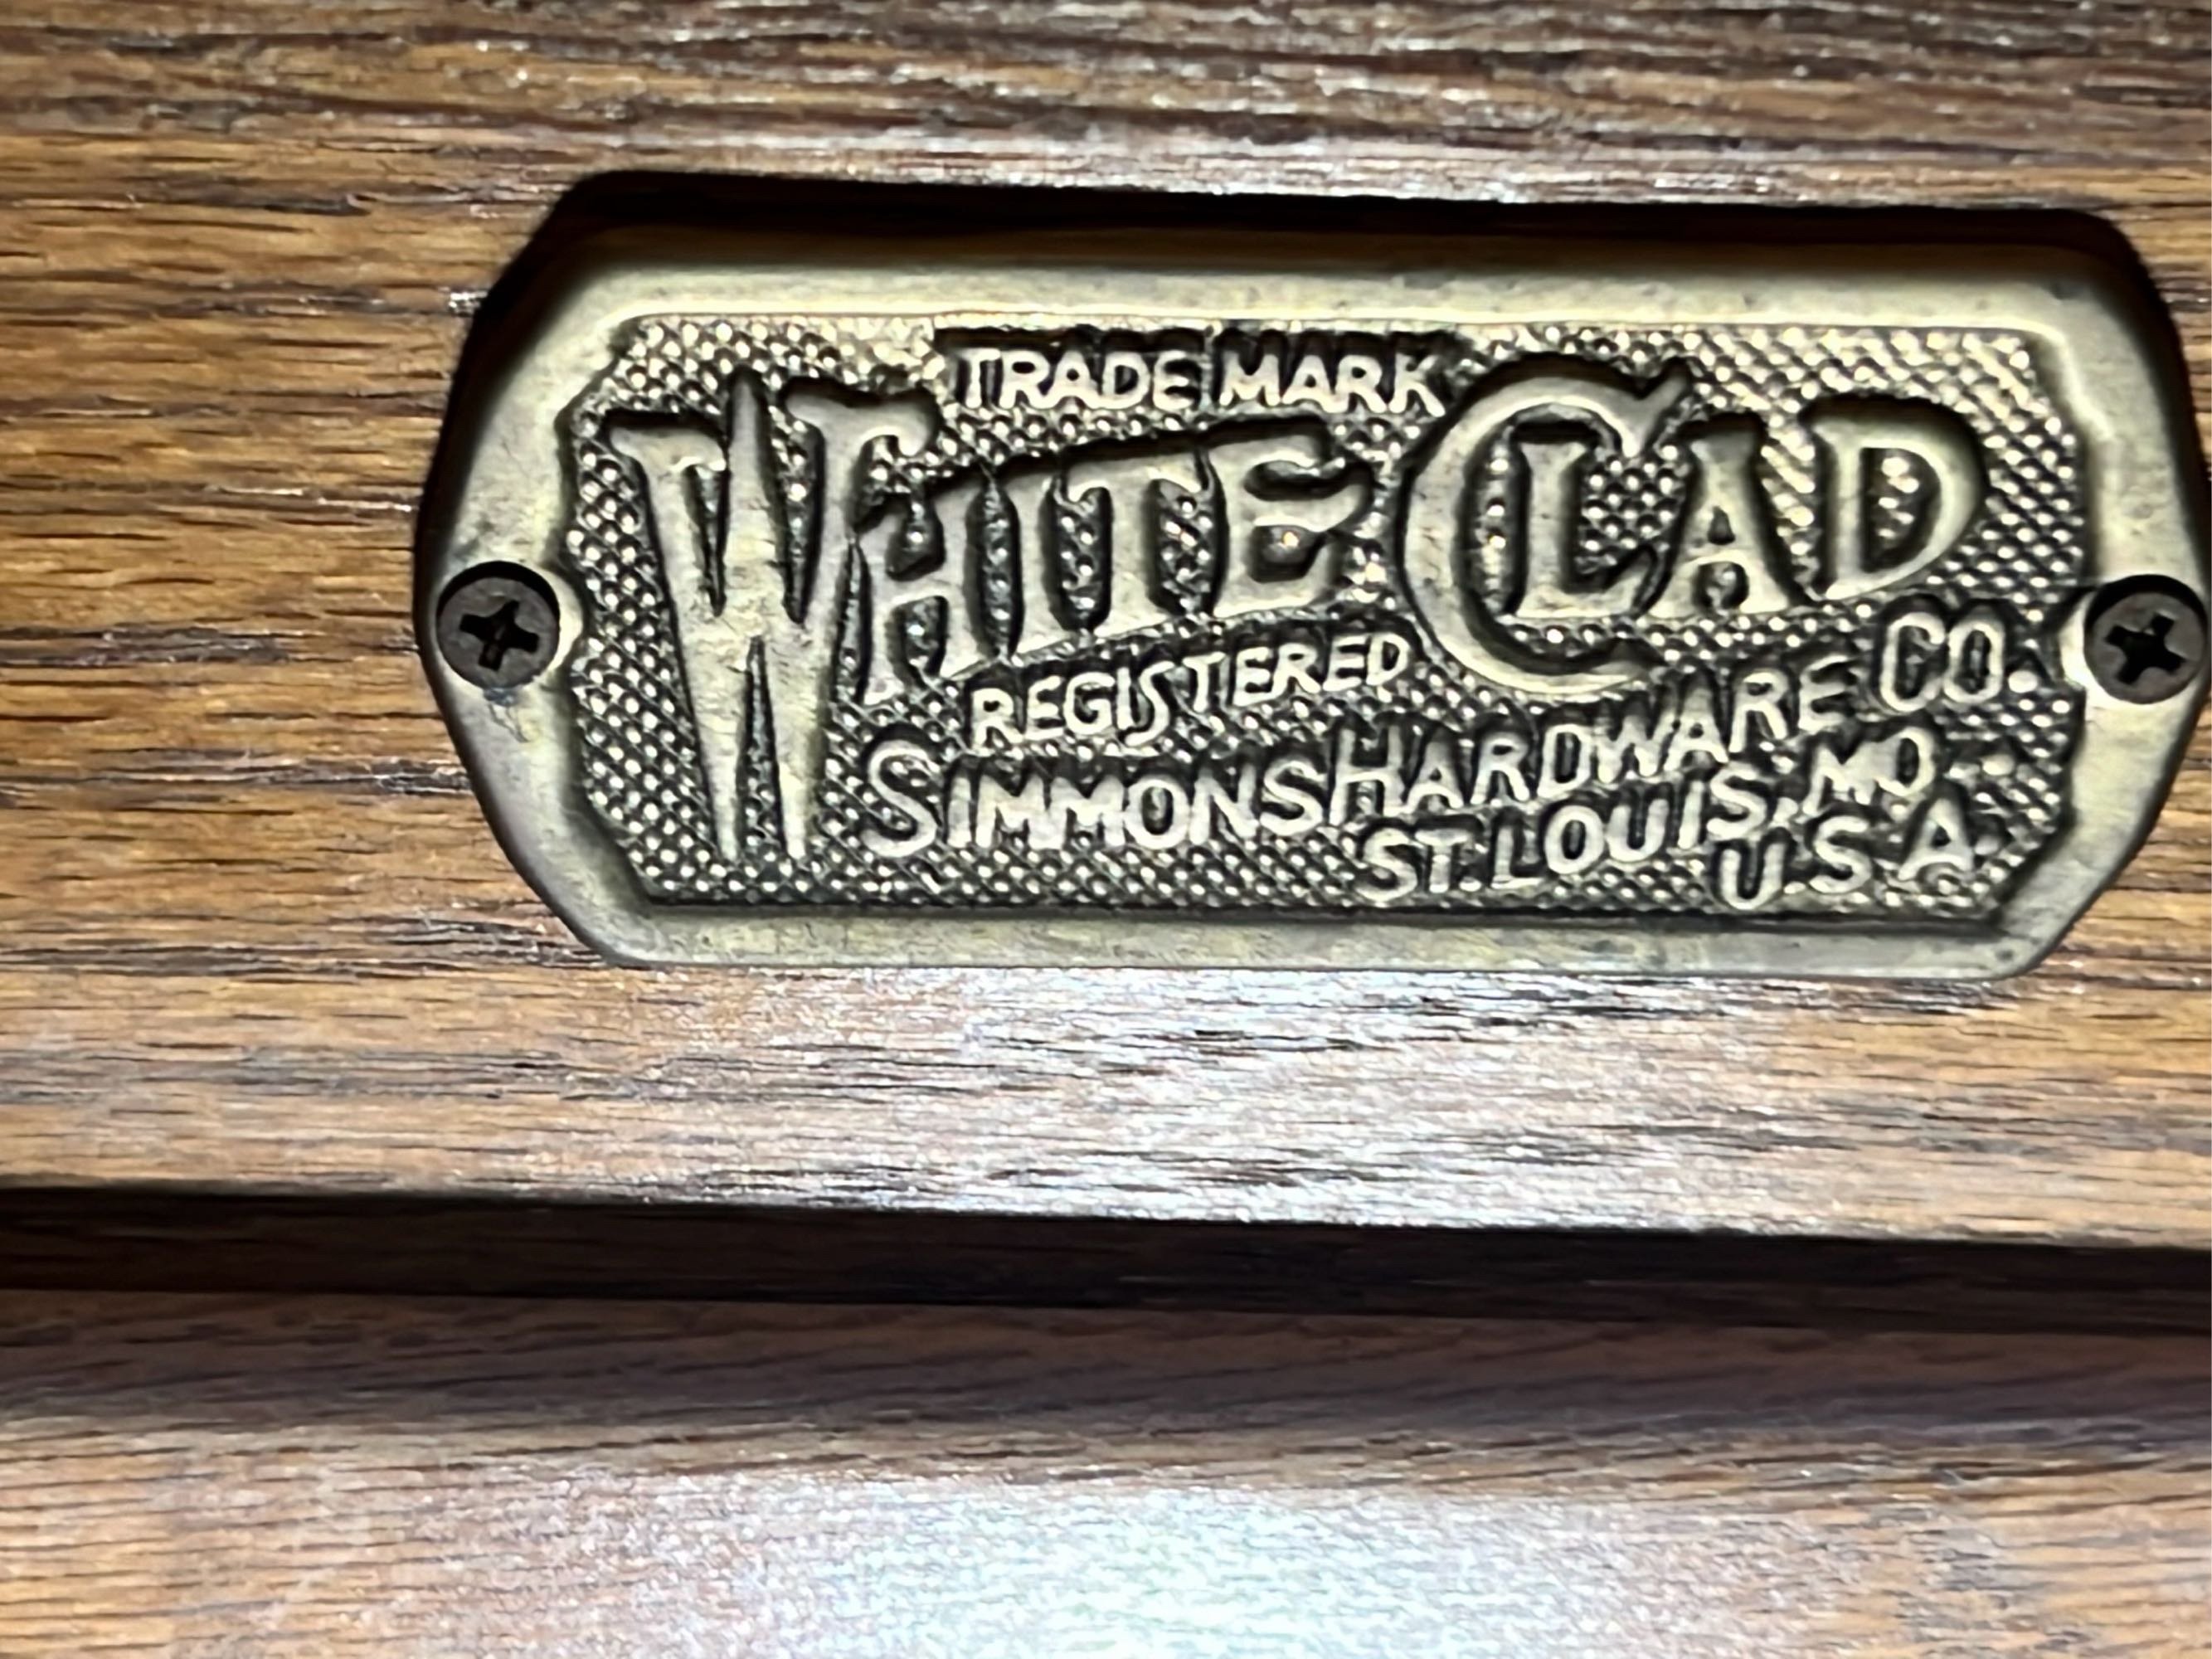 TRADE MARK
WHITE CLAD
REGISTERED
SIMMONS HARDWARE CO.
ST. LOUIS, MO
U.S.A